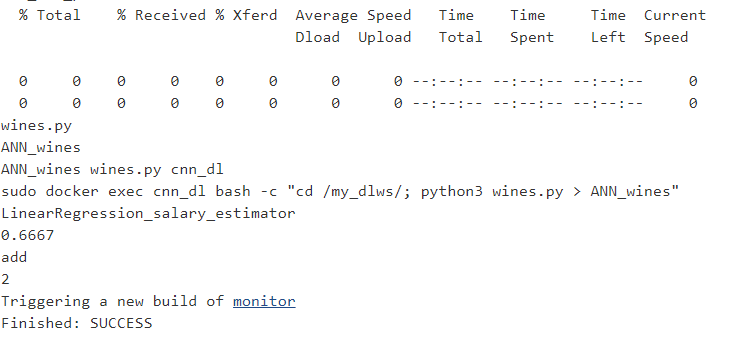 % Total % Received % Xferd Average Speed Time Time Time Current
Dload Upload Total Spent Left Speed
0 0 0 0 0 0 0 0 --:--:-- --:--:-- --:--:-- 0
0 0 0 0 0 0 0 0 --:--:-- --:--:-- --:--:-- 0
wines.py
ANN_wines
ANN_wines wines.py cnn_dl
sudo docker exec cnn_dl bash -c "cd /my_dlws/; python3 wines.py > ANN_wines"
LinearRegression_salary_estimator
0.6667
add
2
Triggering a new build of monitor
Finished: SUCCESS